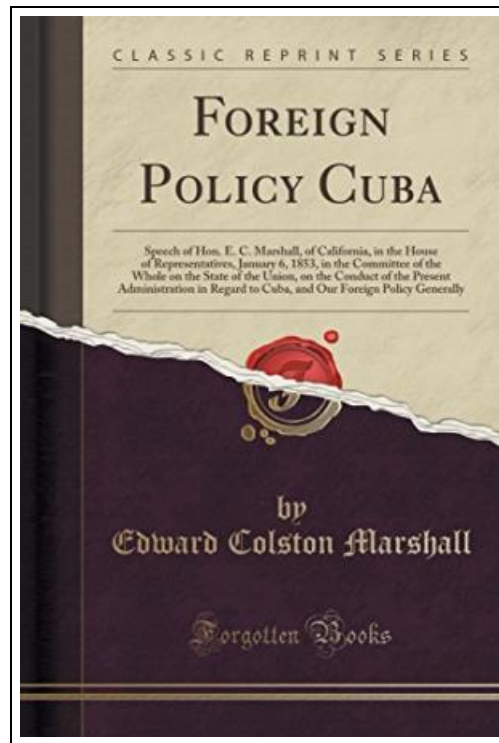 CLASSIC REPRINT SERIES
FOREIGN
POLICY CUBA
Speech of Hon. E. C. Marshall, of California, in the House
of Representatives, January 6, 1853, in the Committee of the
Whole on the State of the Union, on the Conduct of the Present
Administration in Regard to Cuba, and Our Foreign Policy Generally
by
Edward Colston Marshall
Forgotten Books